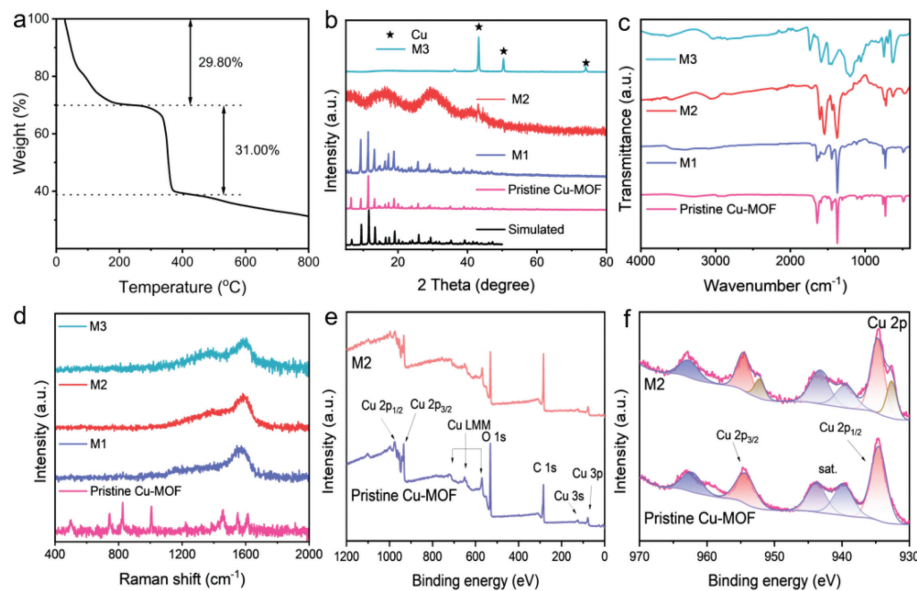 a
100
80
60
40
29.80%
31.00%
0
200
400
600
800
Weight (%)
Temperature (°C)
b
★ Cu
M3
M2
M1
Pristine Cu-MOF
Simulated
20
40
60
80
Intensity (a.u.)
2 Theta (degree)
c
M3
M2
M1
Pristine Cu-MOF
4000
3000
2000
1000
Transmittance (a.u.)
Wavenumber (cm-1)
d
M3
M2
M1
Pristine Cu-MOF
400
800
1200
1600
2000
Intensity (a.u.)
Raman shift (cm-1)
e
M2
Cu 2p1/2
Cu 2p3/2
Cu LMM
O 1s
C 1s
Cu 3p
Cu 3s
Pristine Cu-MOF
1200
1000
800
600
400
200
0
Intensity (a.u.)
Binding energy (eV)
f
Cu 2p
M2
Cu 2p3/2
Cu 2p1/2
sat.
Pristine Cu-MOF
970
960
950
940
930
Intensity (a.u.)
Binding energy (eV)